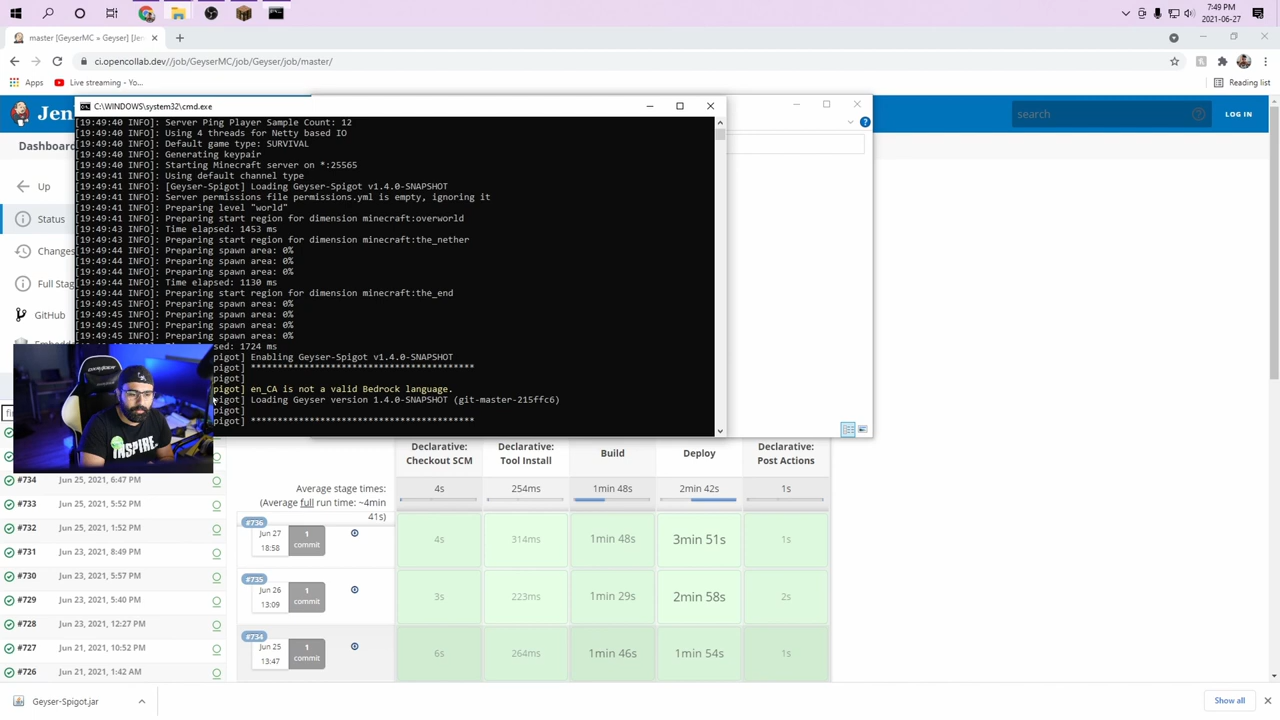 7:49 PM
2021-06-27
master [GeyserMC » Geyser] [Jen
ci.opencollab.dev//job/GeyserMC/job/Geyser/job/master/
Apps
Live streaming - Yo...
Reading list
Jen
search
LOG IN
Dashboar
Up
Status
Changes
Full Stag
GitHub
C:\WINDOWS\system32\cmd.exe
[19:49:40 INFO]: Server Ping Player Sample Count: 12
[19:49:40 INFO]: Using 4 threads for Netty based IO
[19:49:40 INFO]: Default game type: SURVIVAL
[19:49:40 INFO]: Generating keypair
[19:49:40 INFO]: Starting Minecraft server on *:25565
[19:49:41 INFO]: Using default channel type
[19:49:41 INFO]: [Geyser-Spigot] Loading Geyser-Spigot v1.4.0-SNAPSHOT
[19:49:41 INFO]: Server permissions file permissions.yml is empty, ignoring it
[19:49:41 INFO]: Preparing level "world"
[19:49:41 INFO]: Preparing start region for dimension minecraft:overworld
[19:49:43 INFO]: Time elapsed: 1453 ms
[19:49:43 INFO]: Preparing start region for dimension minecraft:the_nether
[19:49:44 INFO]: Preparing spawn area: 0%
[19:49:44 INFO]: Preparing spawn area: 0%
[19:49:44 INFO]: Preparing spawn area: 0%
[19:49:44 INFO]: Time elapsed: 1130 ms
[19:49:44 INFO]: Preparing start region for dimension minecraft:the_end
[19:49:45 INFO]: Preparing spawn area: 0%
[19:49:45 INFO]: Preparing spawn area: 0%
[19:49:45 INFO]: Preparing spawn area: 0%
[19:49:45 INFO]: Preparing spawn area: 0%
sed: 1724 ms
pigot] Enabling Geyser-Spigot v1.4.0-SNAPSHOT
pigot] ******************************************
pigot]
pigot] en_CA is not a valid Bedrock language.
pigot] Loading Geyser version 1.4.0-SNAPSHOT (git-master-215ffc6)
pigot]
pigot] ******************************************
INSPIRE
#734 Jun 25, 2021, 6:47 PM
#733 Jun 25, 2021, 5:52 PM
#732 Jun 25, 2021, 1:52 PM
#731 Jun 23, 2021, 8:49 PM
#730 Jun 23, 2021, 5:57 PM
#729 Jun 23, 2021, 5:40 PM
#728 Jun 23, 2021, 12:27 PM
#727 Jun 21, 2021, 10:52 PM
#726 Jun 21, 2021, 1:42 AM
Declarative: Checkout SCM
Declarative: Tool Install
Build
Deploy
Declarative: Post Actions
Average stage times: 4s 254ms 1min 48s 2min 42s 1s
(Average full run time: ~4min
41s)
#736
Jun 27 18:58 1 commit 4s 314ms 1min 48s 3min 51s 1s
#735
Jun 26 13:09 1 commit 3s 223ms 1min 29s 2min 58s 2s
#734
Jun 25 13:47 1 commit 6s 264ms 1min 46s 1min 54s 1s
Geyser-Spigot.jar
Show all